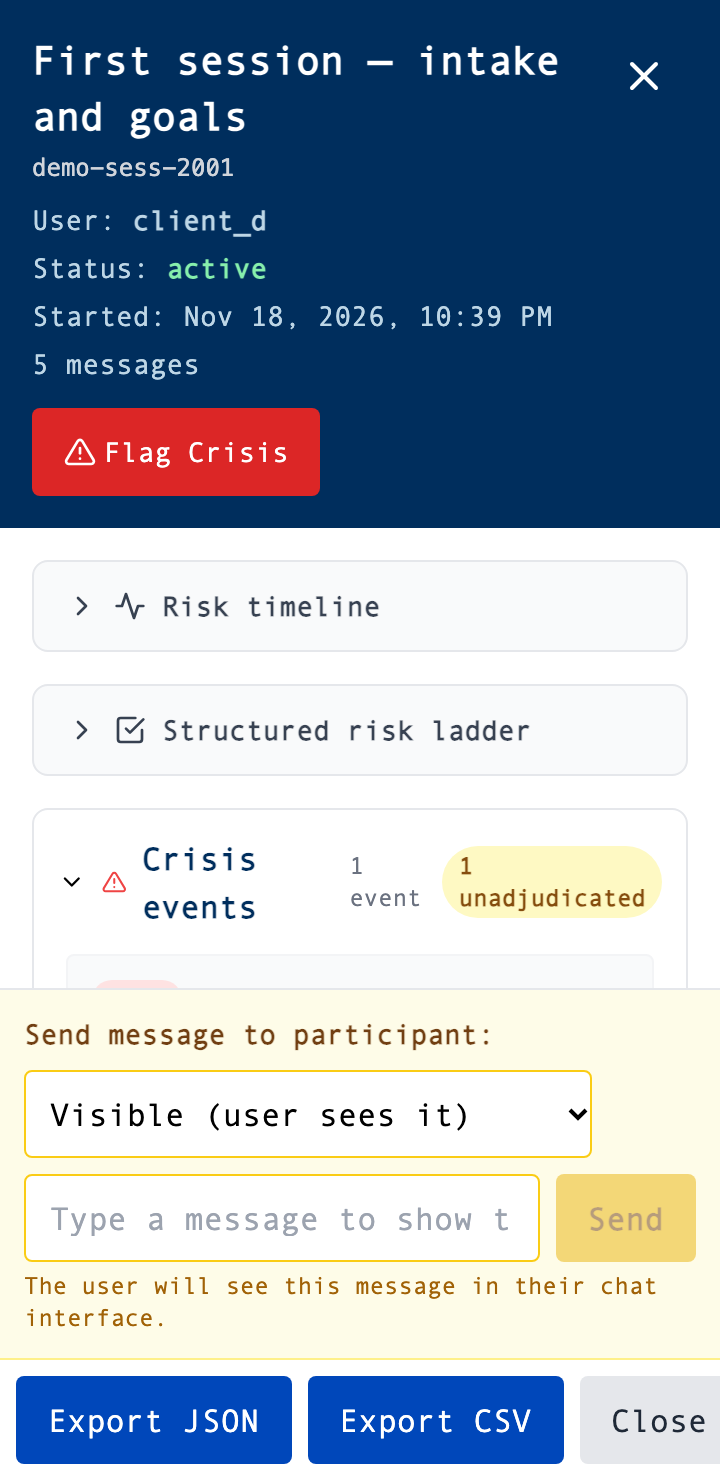 First session — intake
and goals
demo-sess-2001
User: client_d
Status: active
Started: Nov 18, 2026, 10:39 PM
5 messages
Flag Crisis
Risk timeline
Structured risk ladder
Crisis
events
1
event
1
unadjudicated
Send message to participant:
Visible (user sees it)
Type a message to show t
Send
The user will see this message in their chat
interface.
Export JSON
Export CSV
Close